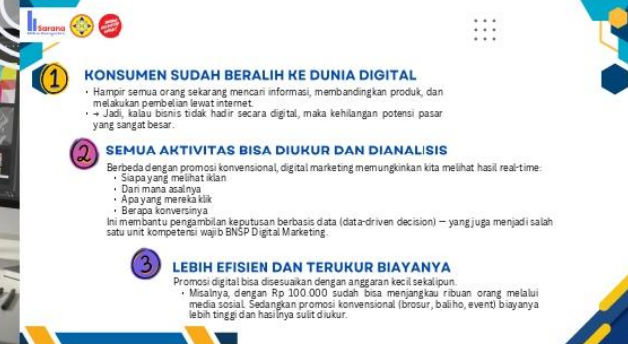 Sarana
1
KONSUMEN SUDAH BERALIH KE DUNIA DIGITAL
• Hampir semua orang sekarang mencari informasi, membandingkan produk, dan
melakukan pembelian lewat internet.
• → Jadi, kalau bisnis tidak hadir secara digital, maka kehilangan potensi pasar
yang sangat besar.
2
SEMUA AKTIVITAS BISA DIUKUR DAN DIANALISIS
Berbeda dengan promosi konvensional, digital marketing memungkinkan kita melihat hasil real-time:
• Siapa yang melihat iklan
• Dari mana asalnya
• Apa yang mereka klik
• Berapa konversinya
Ini membantu pengambilan keputusan berbasis data (data-driven decision) — yang juga menjadi salah
satu unit kompetensi wajib BNSP Digital Marketing.
3
LEBIH EFISIEN DAN TERUKUR BIAYANYA
Promosi digital bisa disesuaikan dengan anggaran kecil sekalipun.
• Misalnya, dengan Rp 100.000 sudah bisa menjangkau ribuan orang melalui
media sosial. Sedangkan promosi konvensional (brosur, baliho, event) biayanya
lebih tinggi dan hasilnya sulit diukur.